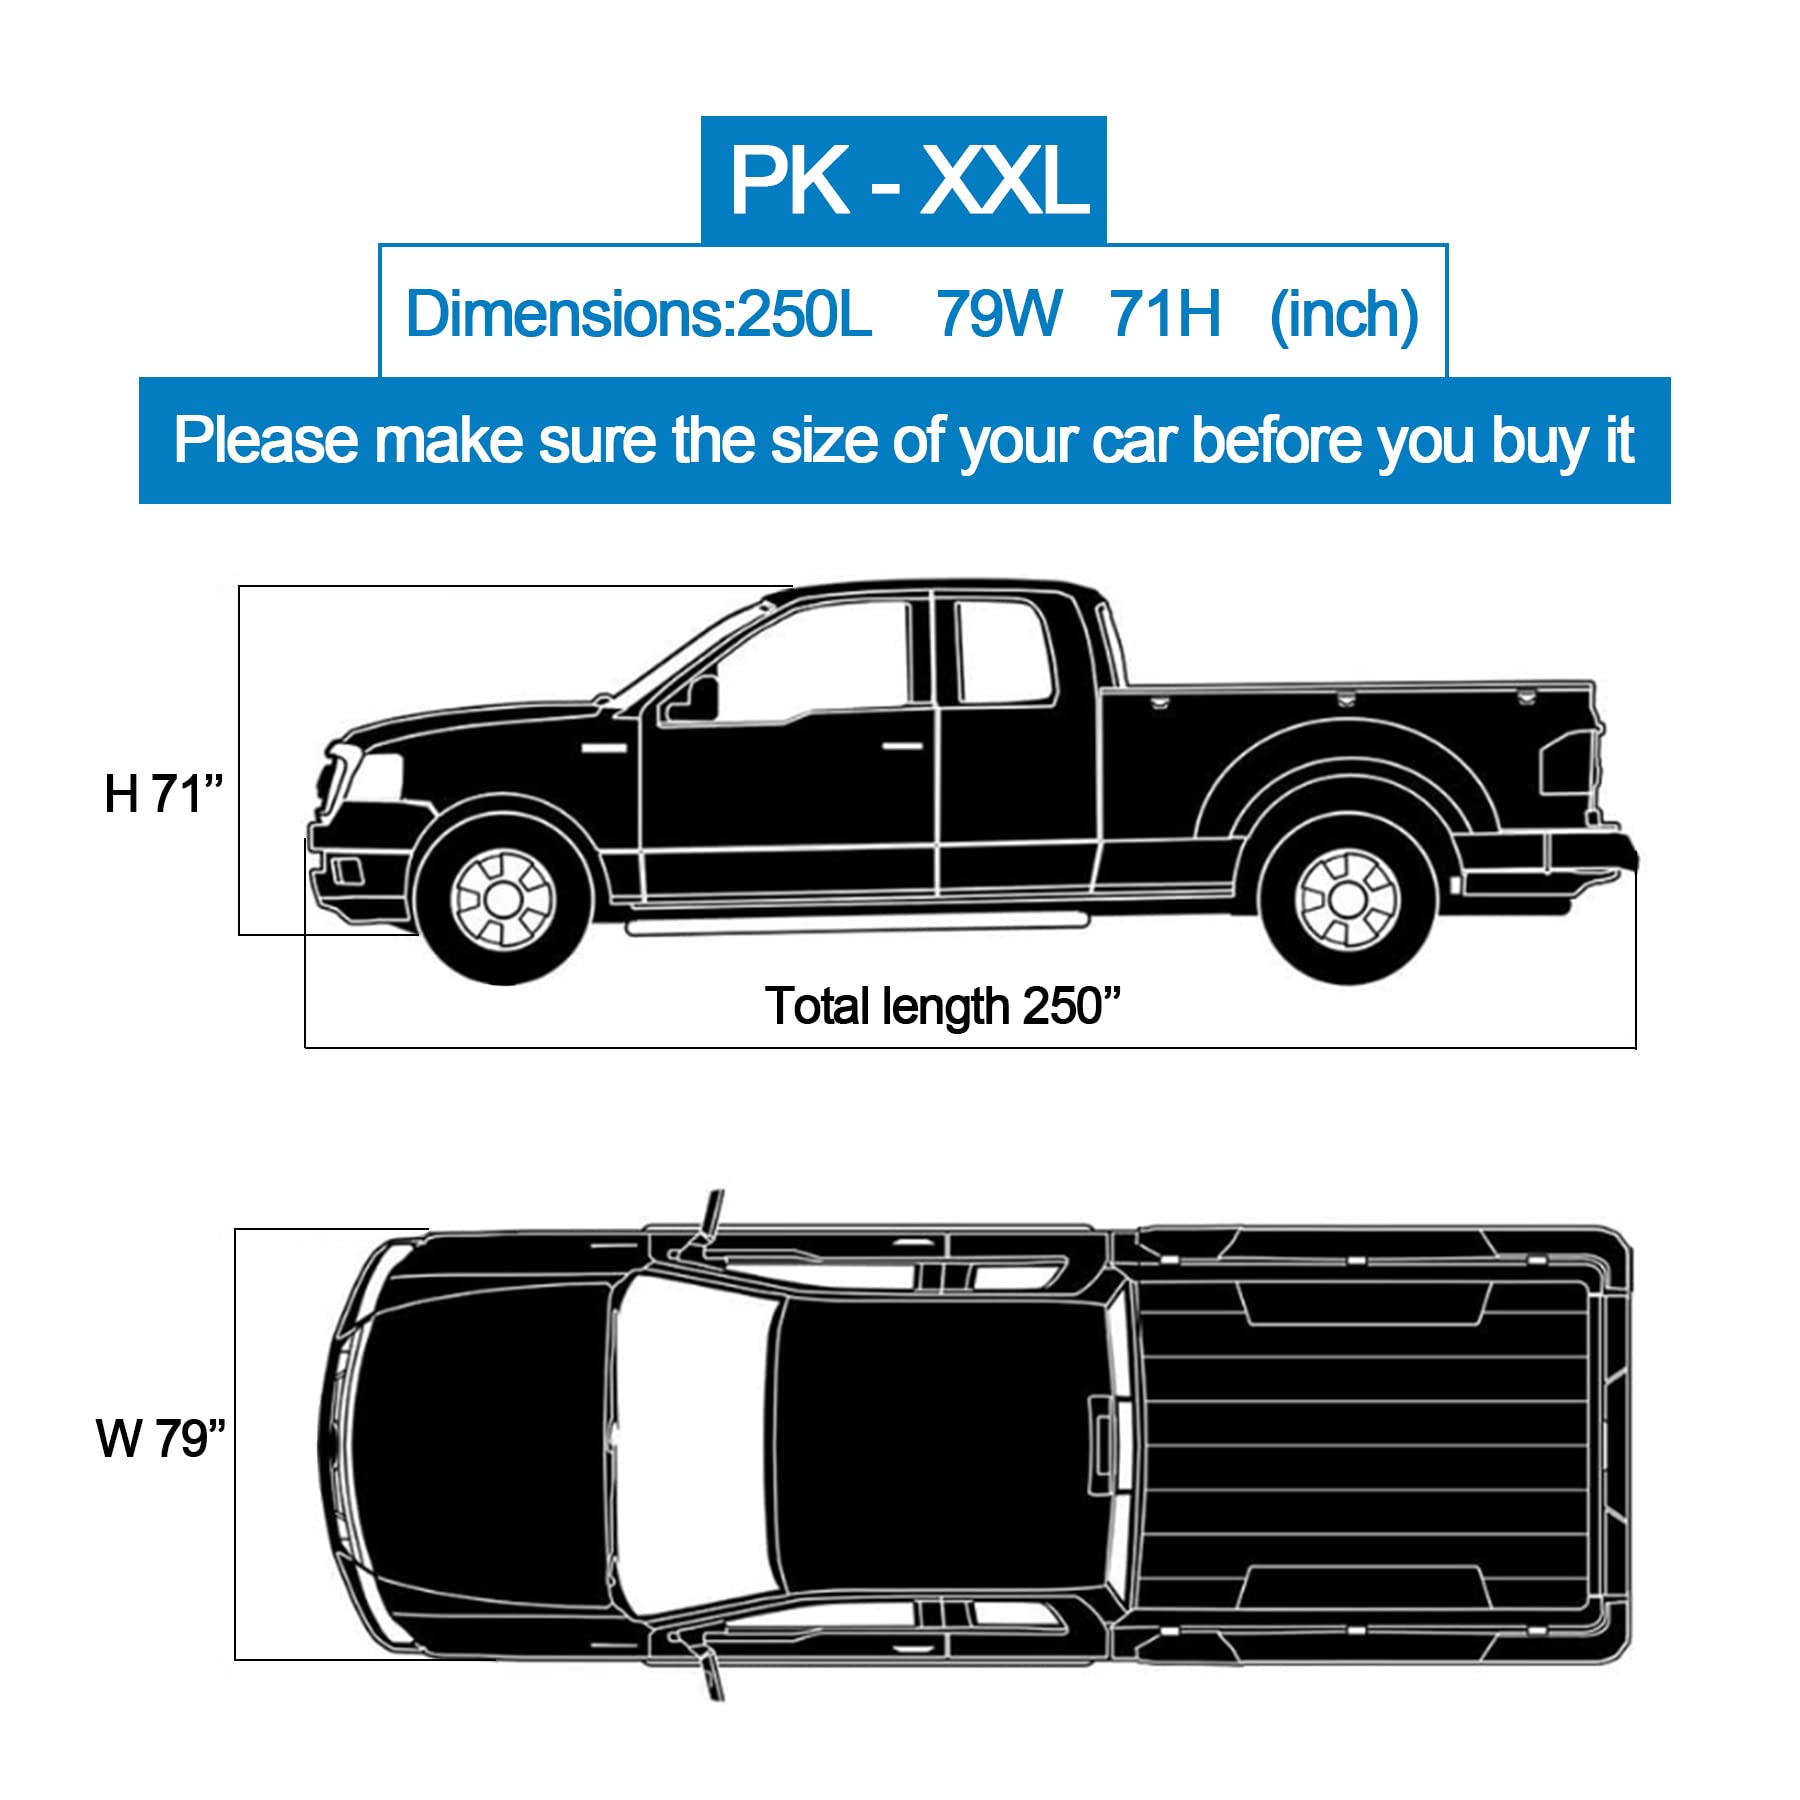 PK - XXL
Dimensions:250L 79W 71H (inch)
Please make sure the size of your car before you buy it
H 71”
Total length 250”
W 79”